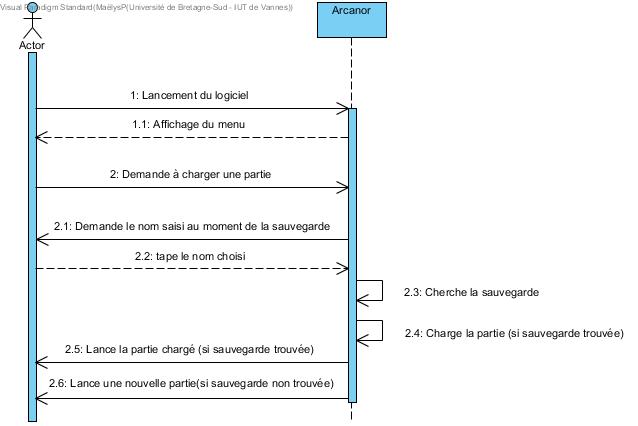 Visual Paradigm Standard(MaëlysP(Université de Bretagne-Sud - IUT de Vannes))
Arcanor
Actor
1: Lancement du logiciel
1.1: Affichage du menu
2: Demande à charger une partie
2.1: Demande le nom saisi au moment de la sauvegarde
2.2: tape le nom choisi
2.3: Cherche la sauvegarde
2.4: Charge la partie (si sauvegarde trouvée)
2.5: Lance la partie chargé (si sauvegarde trouvée)
2.6: Lance une nouvelle partie(si sauvegarde non trouvée)